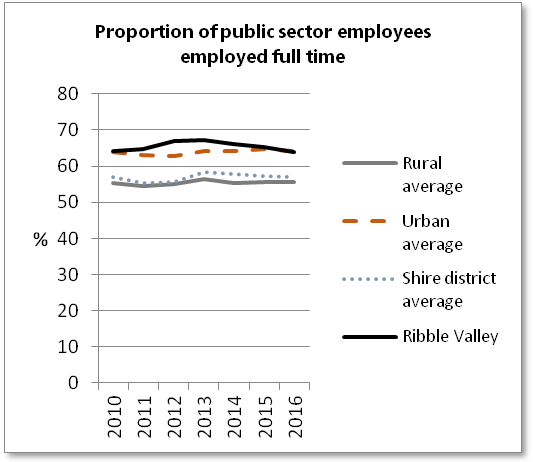 Proportion of public sector employees
employed full time
80
70
60
50
40
30
20
10
0
%
2010
2011
2012
2013
2014
2015
2016
Rural
average
Urban
average
Shire district
average
Ribble Valley